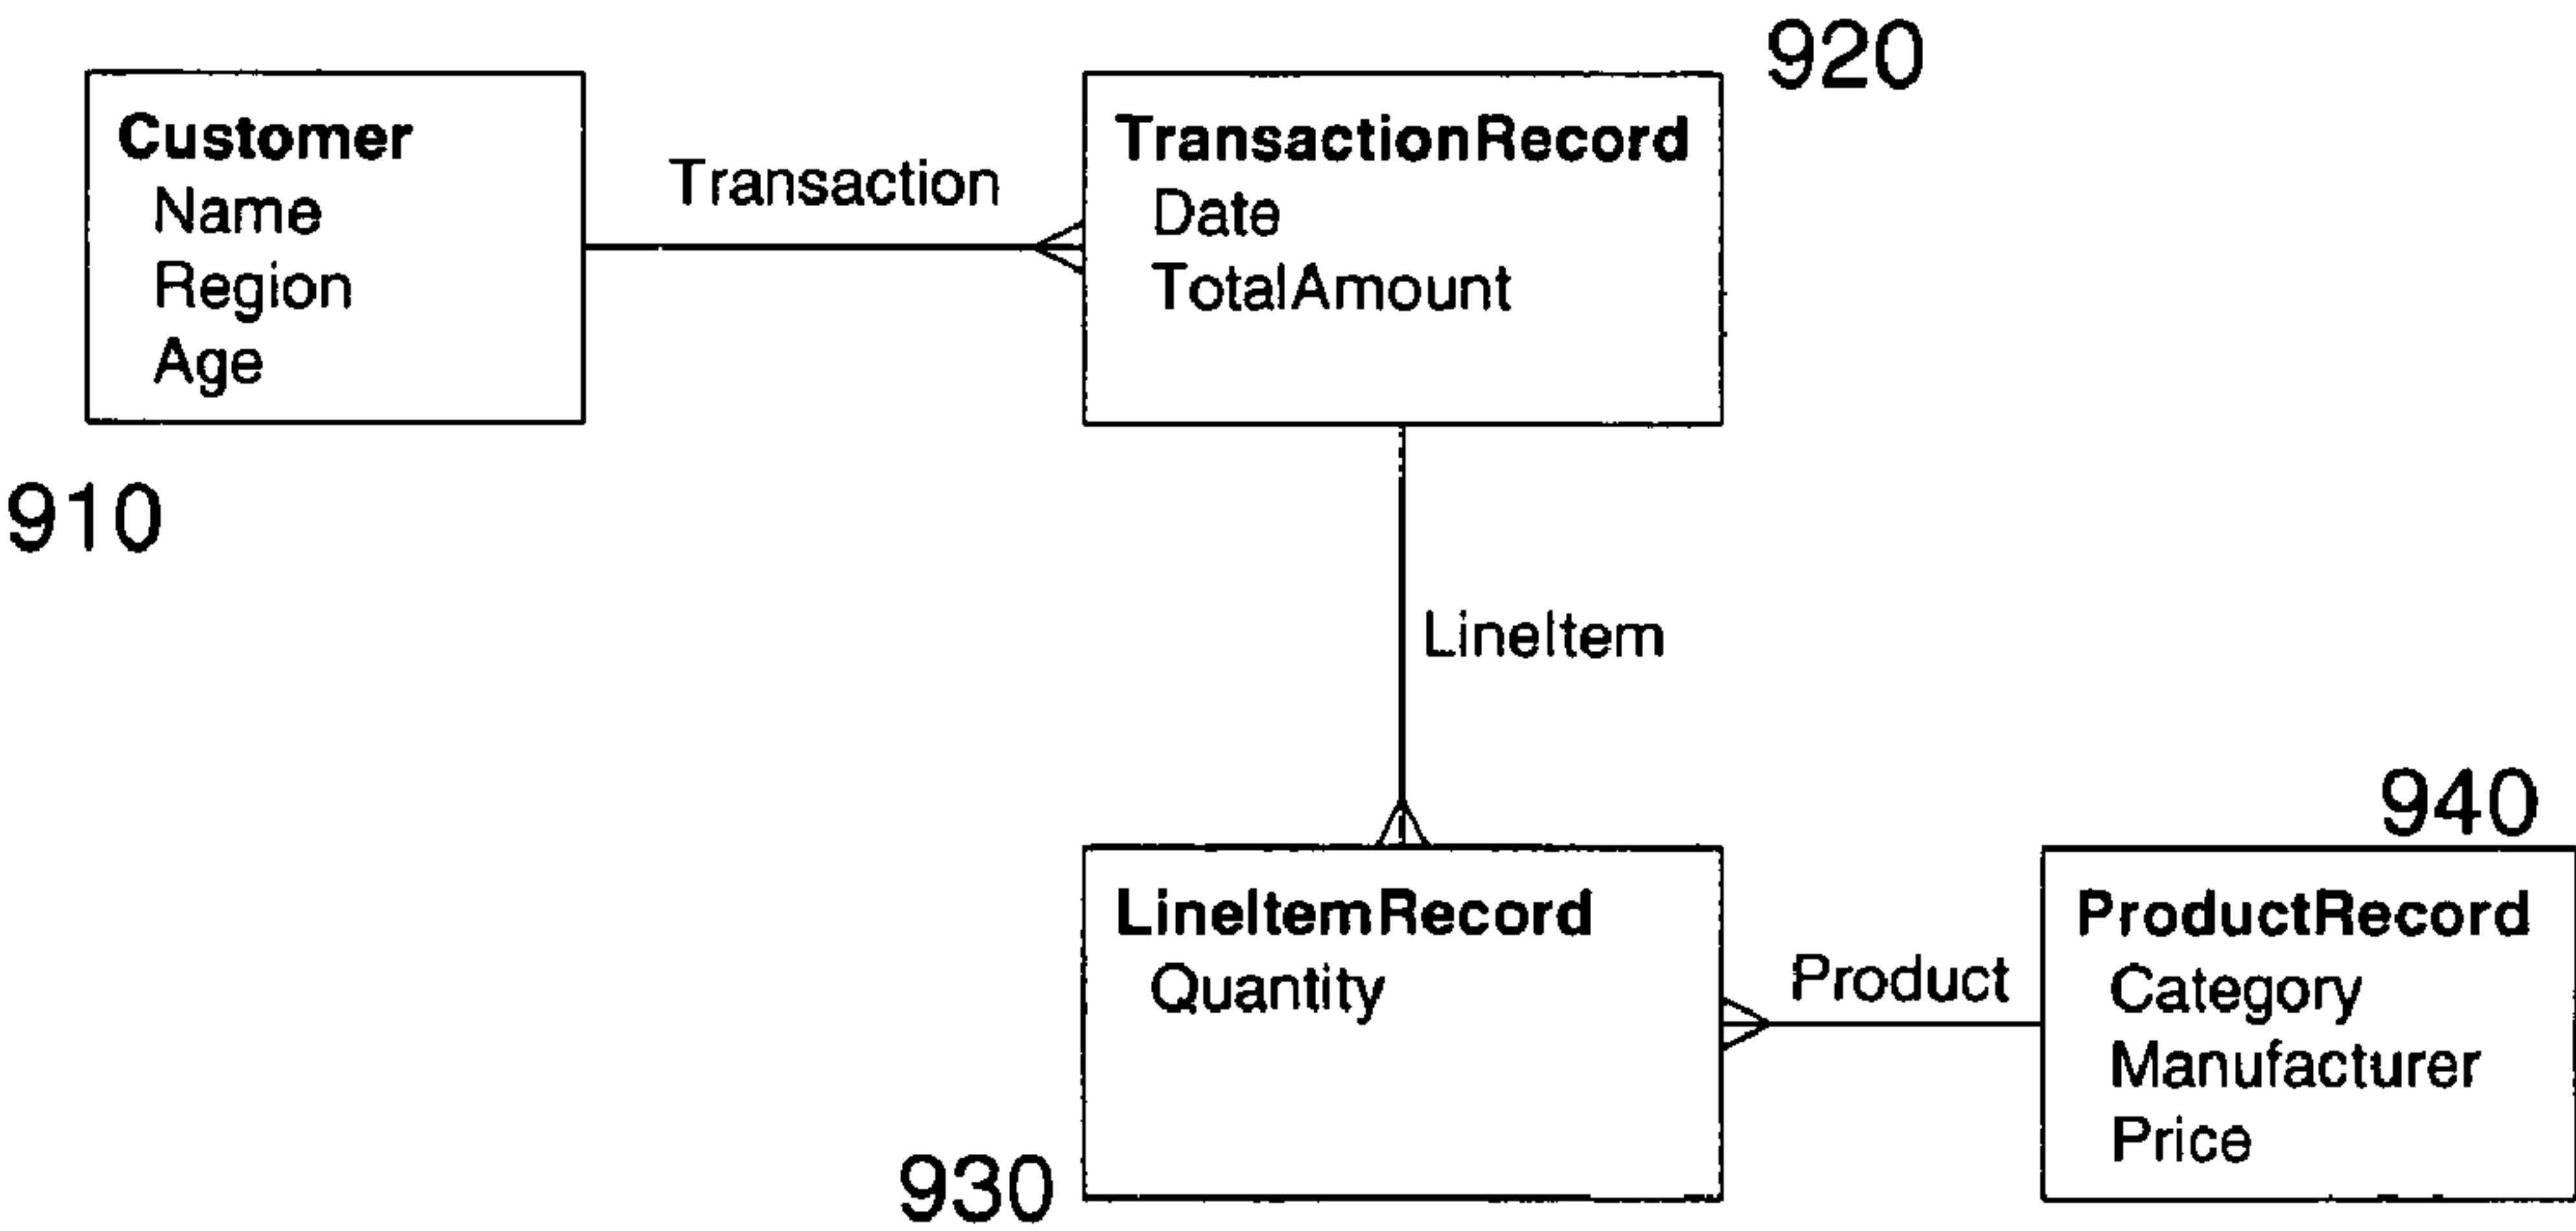 920
Customer
Name
Region
Age
910
Transaction
TransactionRecord
Date
TotalAmount
LineItem
LineItemRecord
Quantity
930
Product
940
ProductRecord
Category
Manufacturer
Price